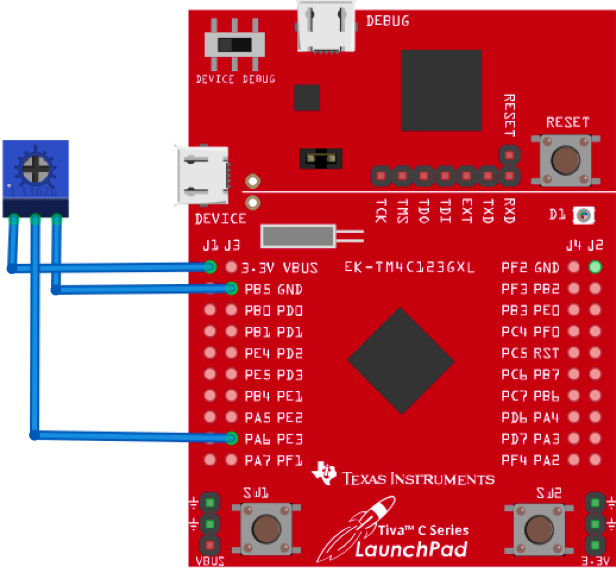 DEBUG
DEVICE DEBUG
RESET
RESET
TCK TMS TDO TDI EXT TXD RXD
DEVICE
D1
J1 J3
J4 J2
EK-TM4C123GXL
3.3V VBUS
PF2 GND
PB5 GND
PF3 PB2
PB0 PD0
PB3 PE0
PB1 PD1
PC4 PF0
PE4 PD2
PC5 RST
PE5 PD3
PC6 PB7
PB4 PE1
PC7 PB6
PA5 PE2
PD6 PA4
PA6 PE3
PD7 PA3
PA7 PF1
PF4 PA2
TEXAS INSTRUMENTS
SW1
SW2
Tiva™ C Series
LaunchPad
VBUS
3.3V